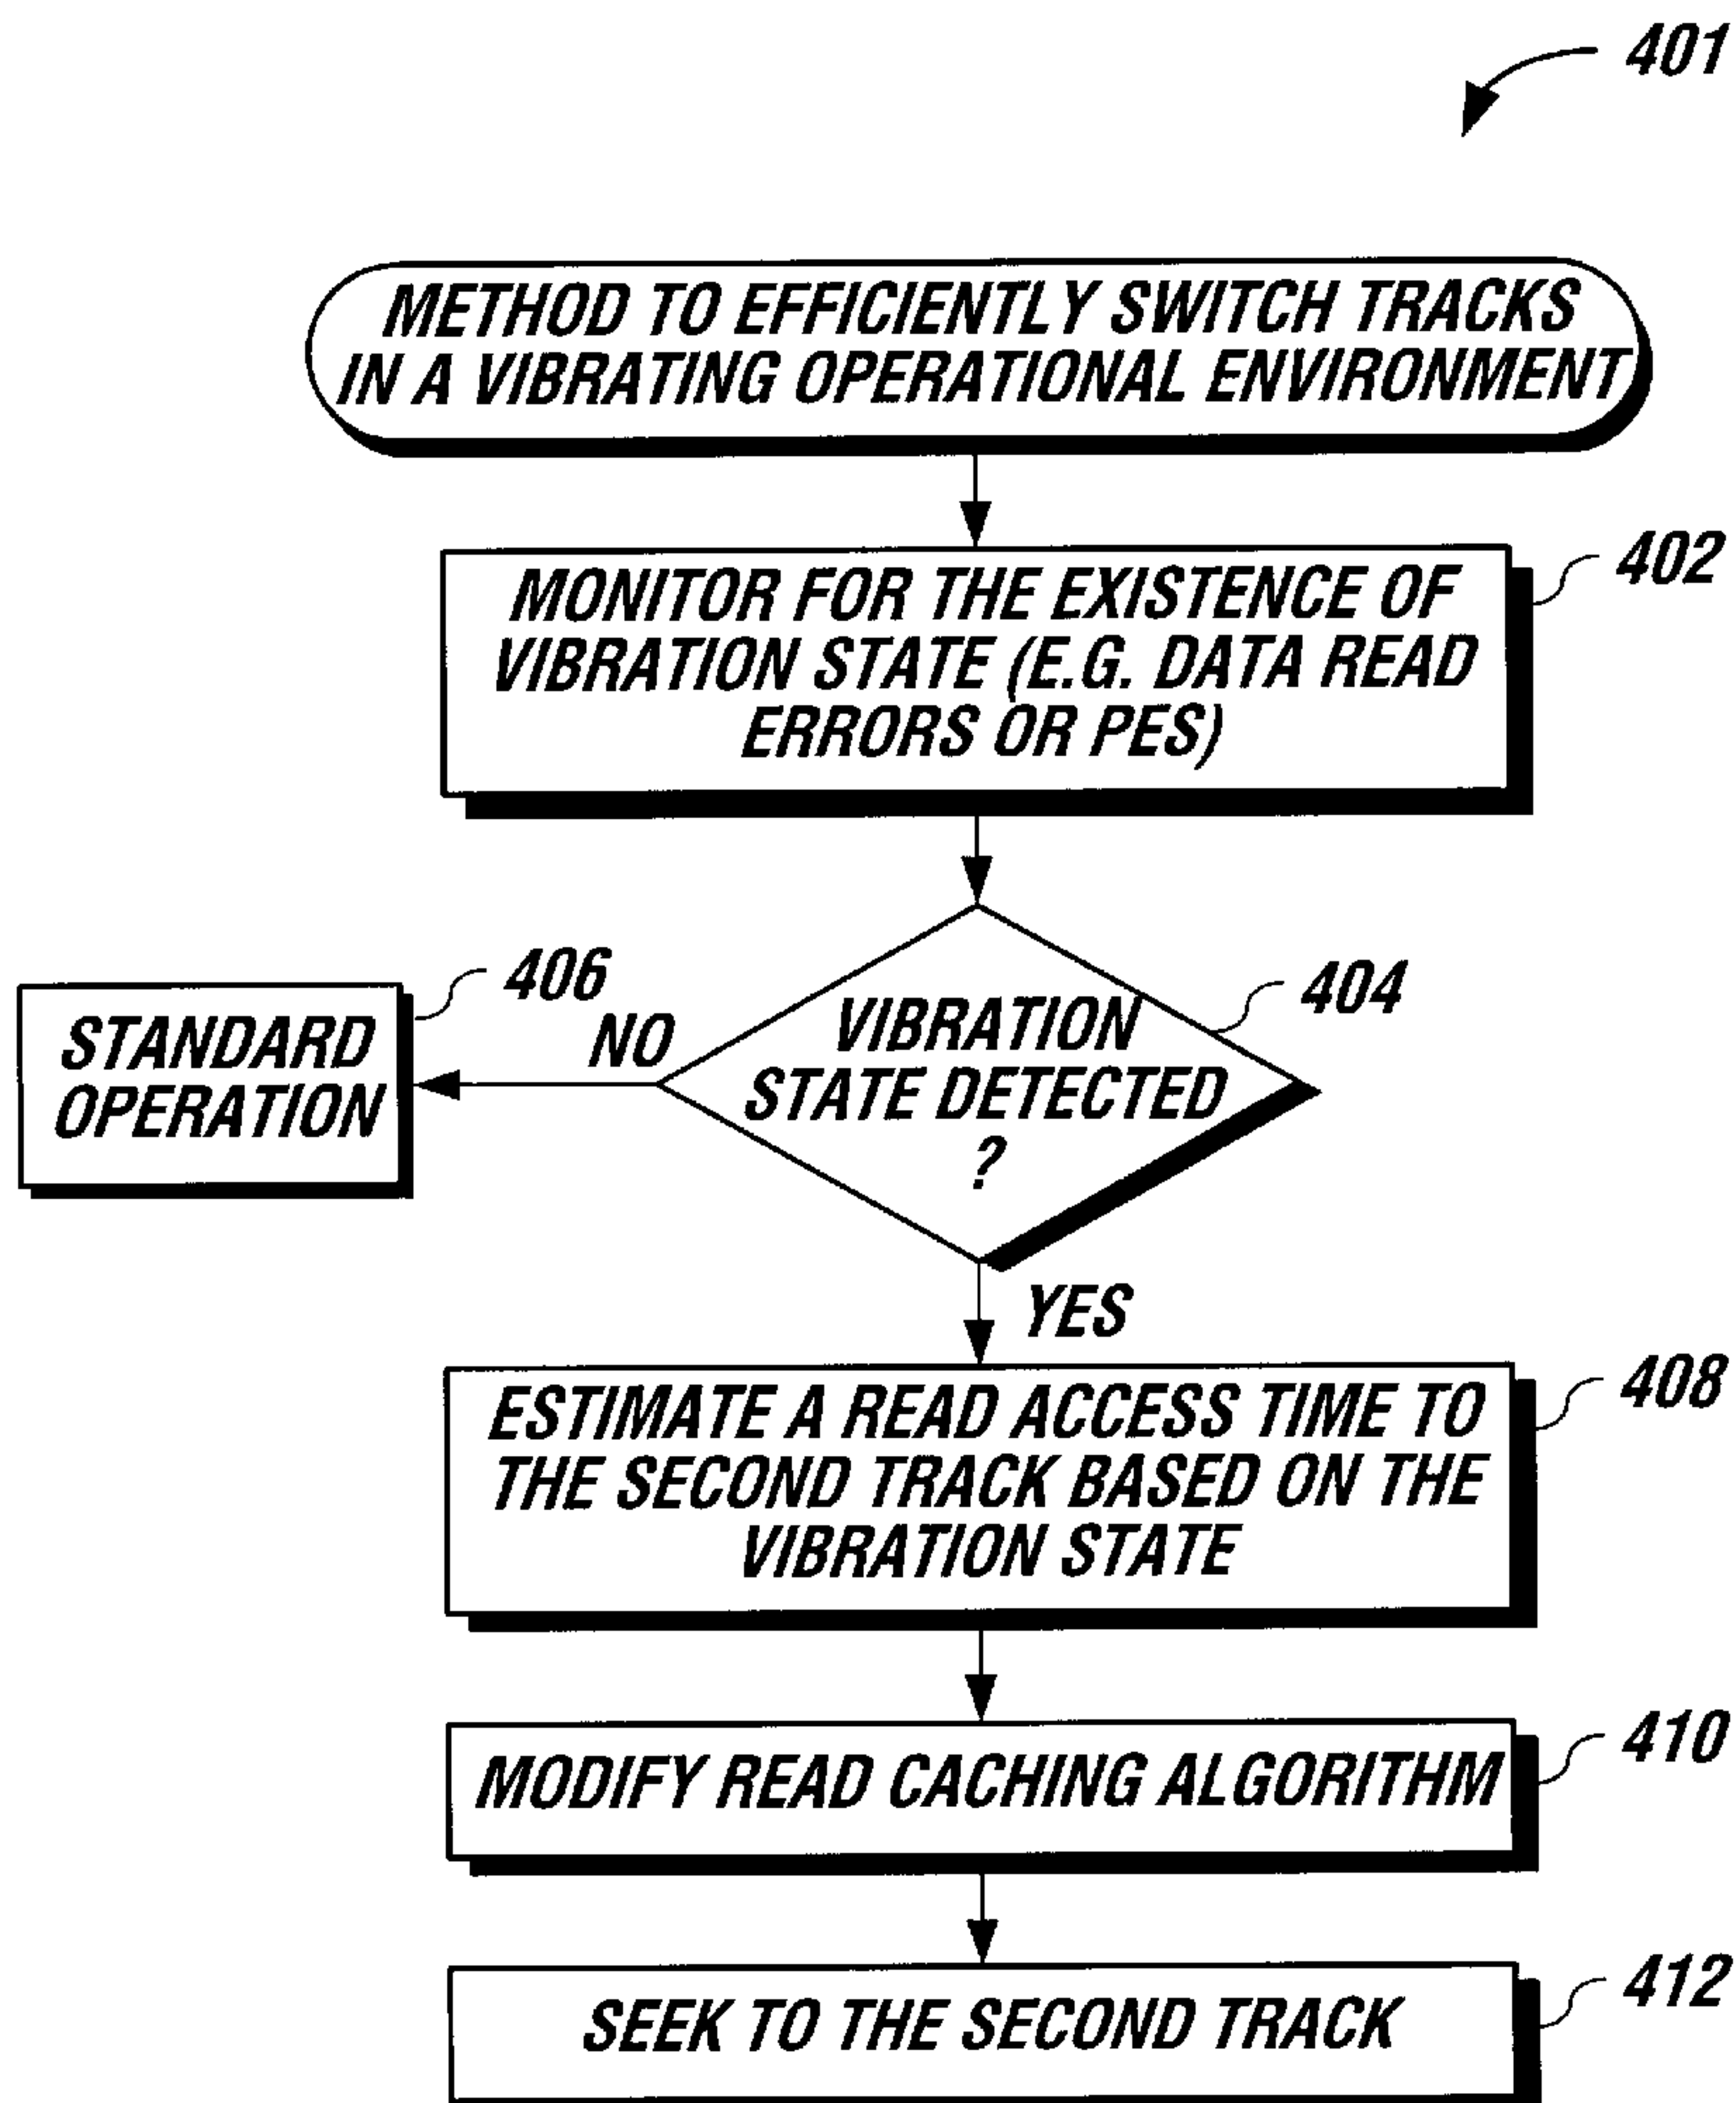 401
METHOD TO EFFICIENTLY SWITCH TRACKS
IN A VIBRATING OPERATIONAL ENVIRONMENT
402
MONITOR FOR THE EXISTENCE OF
VIBRATION STATE (E.G. DATA READ
ERRORS OR PES)
406
STANDARD
OPERATION
NO
404
VIBRATION
STATE DETECTED
?
YES
408
ESTIMATE A READ ACCESS TIME TO
THE SECOND TRACK BASED ON THE
VIBRATION STATE
410
MODIFY READ CACHING ALGORITHM
412
SEEK TO THE SECOND TRACK